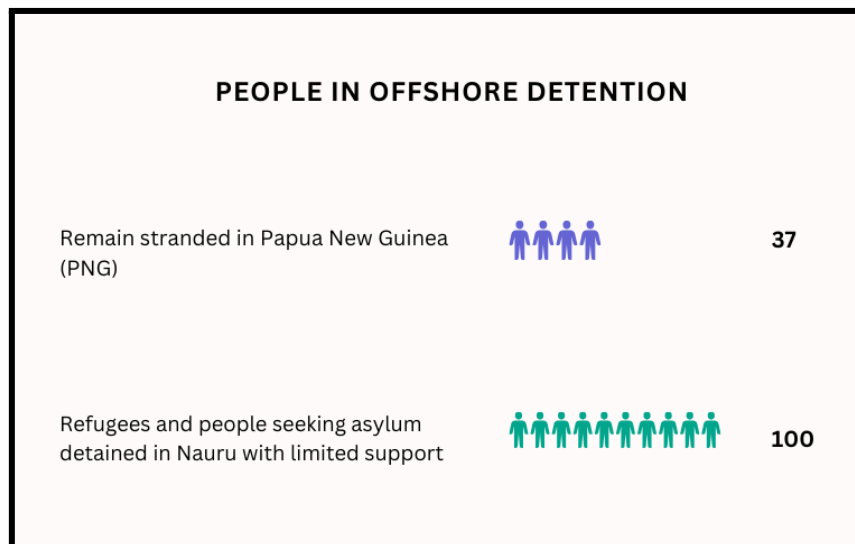 PEOPLE IN OFFSHORE DETENTION
Remain stranded in Papua New Guinea
(PNG)
37
Refugees and people seeking asylum
detained in Nauru with limited support
100